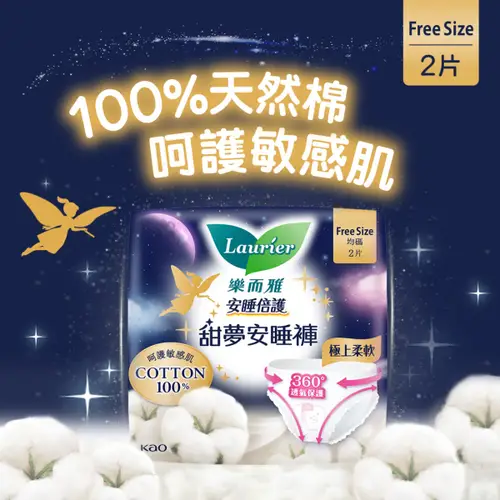 Free Size
2片
100%天然棉
呵護敏感肌
Laurier
樂而雅
安睡倍護
甜夢安睡褲
Free Size
均碼
2片
極上柔軟
360°
透氣保護
呵護敏感肌
COTTON
100%
Kao